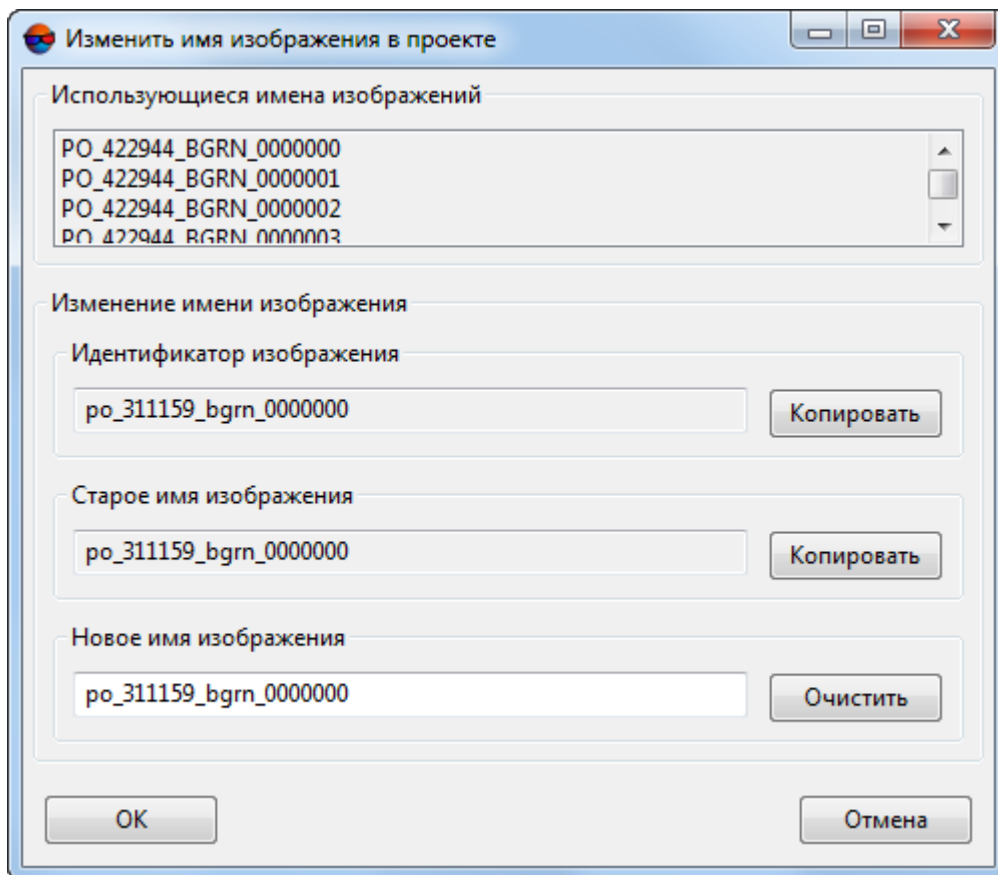 Изменить имя изображения в проекте
Использующиеся имена изображений
PO_422944_BGRN_0000000
PO_422944_BGRN_0000001
PO_422944_BGRN_0000002
PO_422944_BGRN_0000003
Изменение имени изображения
Идентификатор изображения
po_311159_bgrn_0000000
Копировать
Старое имя изображения
po_311159_bgrn_0000000
Копировать
Новое имя изображения
po_311159_bgrn_0000000
Очистить
OK
Отмена